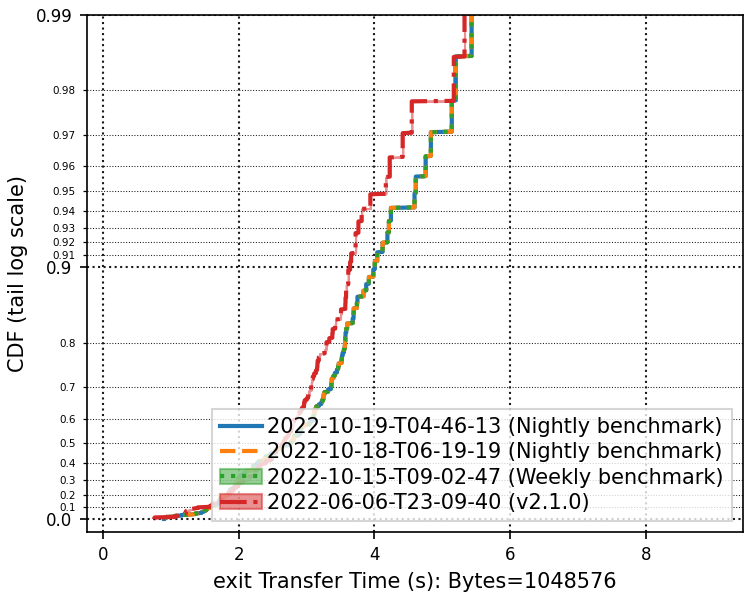 0.99
0.98
0.97
0.96
0.95
0.94
0.93
0.92
0.91
0.9
0.8
0.7
0.6
0.5
0.4
0.3
0.2
0.1
0.0
CDF (tail log scale)
2022-10-19-T04-46-13 (Nightly benchmark)
2022-10-18-T06-19-19 (Nightly benchmark)
2022-10-15-T09-02-47 (Weekly benchmark)
2022-06-06-T23-09-40 (v2.1.0)
0 2 4 6 8
exit Transfer Time (s): Bytes=1048576